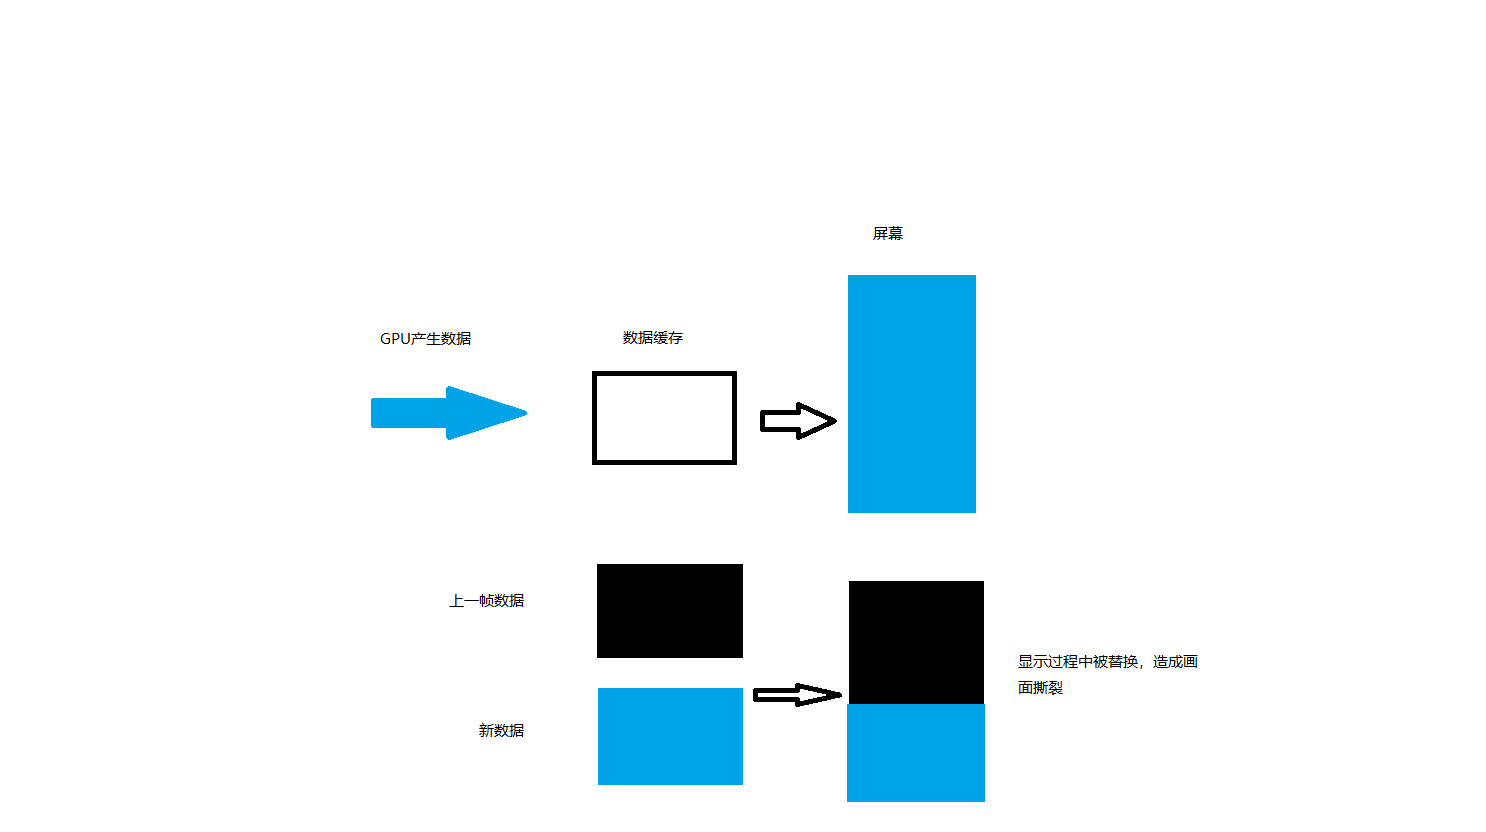 屏幕
GPU产生数据
数据缓存
上一帧数据
显示过程中被替换，造成画
面撕裂
新数据